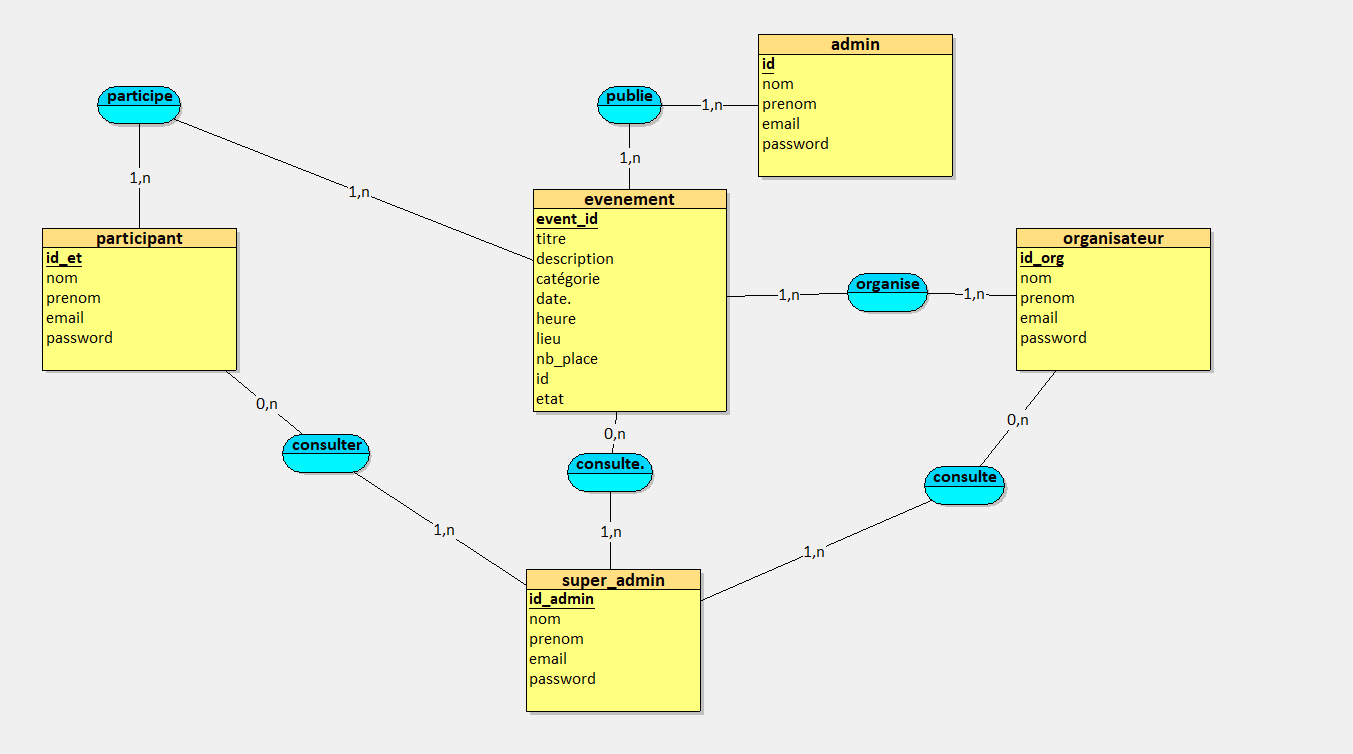 admin
id
nom
prenom
email
password
participe
publie
1,n
1,n
1,n
1,n
evenement
event_id
titre
description
catégorie
date.
heure
lieu
nb_place
id
etat
participant
id_et
nom
prenom
email
password
organisateur
id_org
nom
prenom
email
password
organise
1,n
1,n
0,n
0,n
0,n
consulter
consulte.
consulte
1,n
1,n
1,n
super_admin
id_admin
nom
prenom
email
password